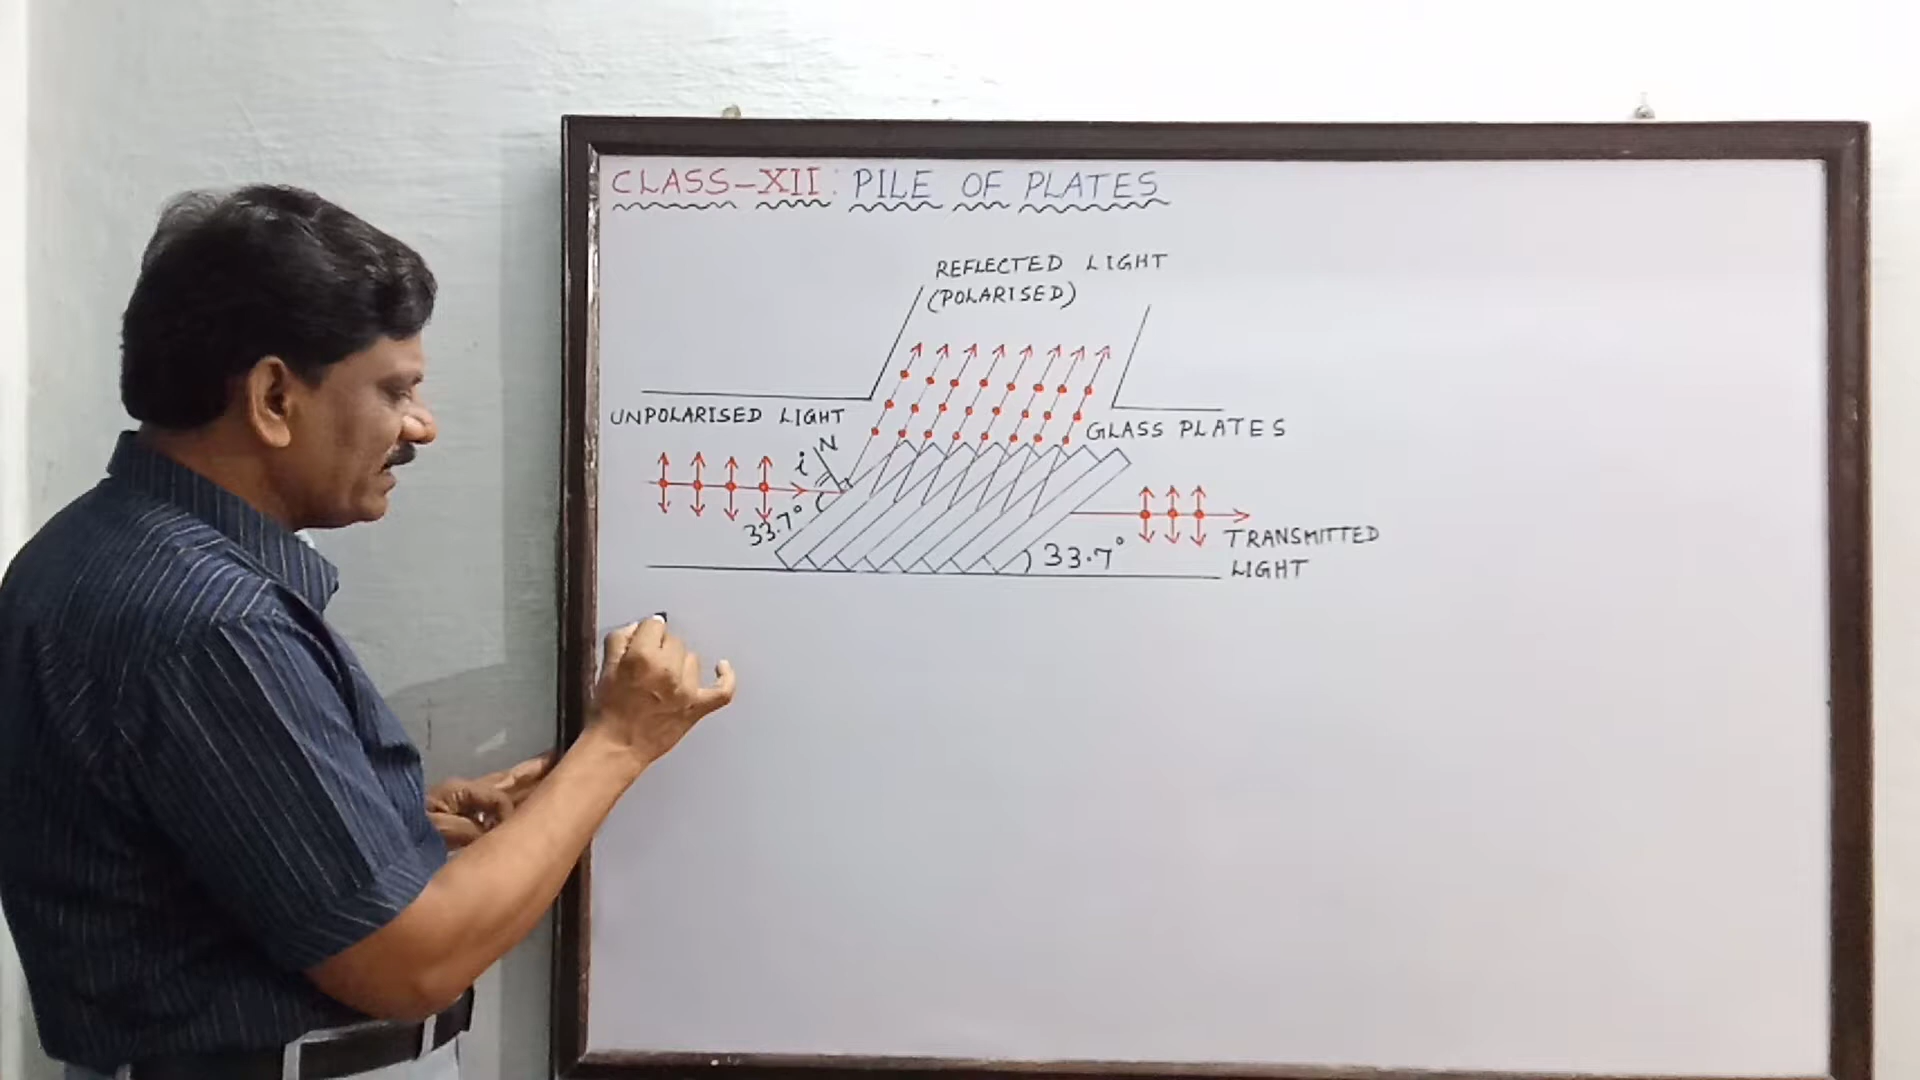 CLASS-XII: PILE OF PLATES
REFLECTED LIGHT
(POLARISED)
UNPOLARISED LIGHT
GLASS PLATES
N
i
33.7°
33.7°
TRANSMITTED
LIGHT